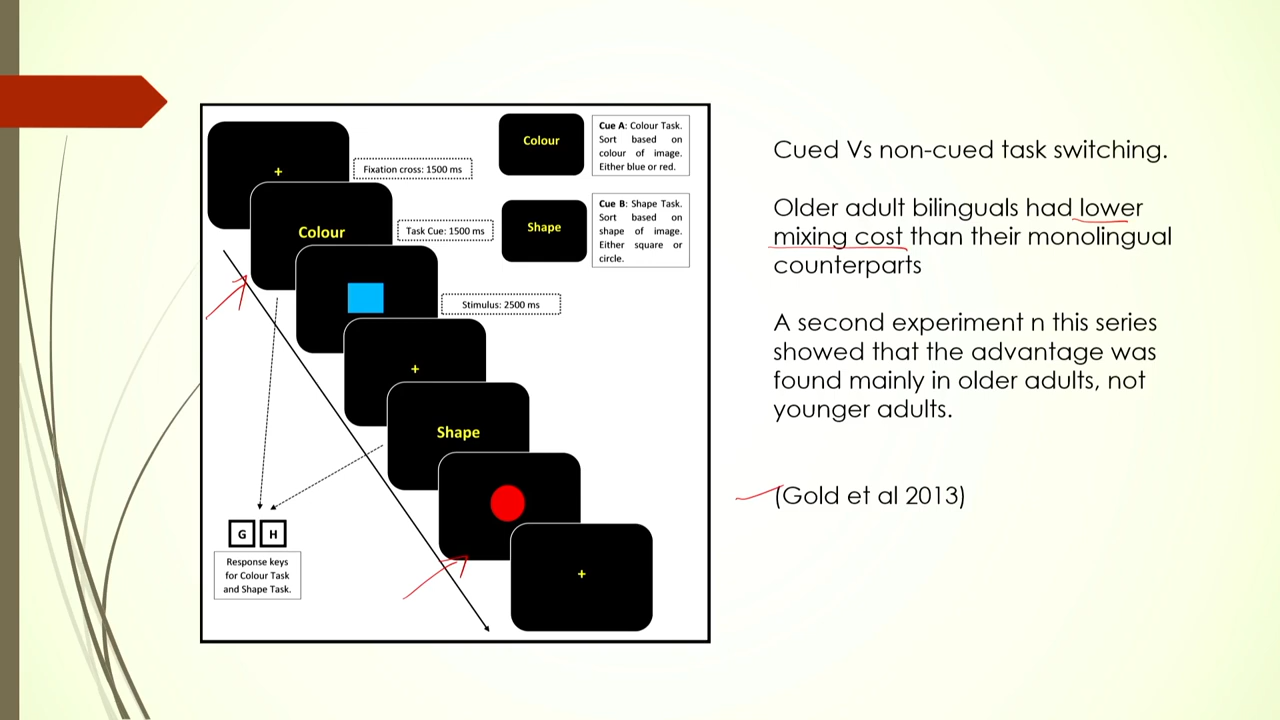 +
Fixation cross: 1500 ms
Colour
Task Cue: 1500 ms
Stimulus: 2500 ms
+
Shape
+
Colour
Cue A: Colour Task.
Sort based on
colour of image.
Either blue or red.
Shape
Cue B: Shape Task.
Sort based on
shape of image.
Either square or
circle.
G H
Response keys
for Colour Task
and Shape Task.
Cued Vs non-cued task switching.
Older adult bilinguals had lower
mixing cost than their monolingual
counterparts
A second experiment n this series
showed that the advantage was
found mainly in older adults, not
younger adults.
(Gold et al 2013)